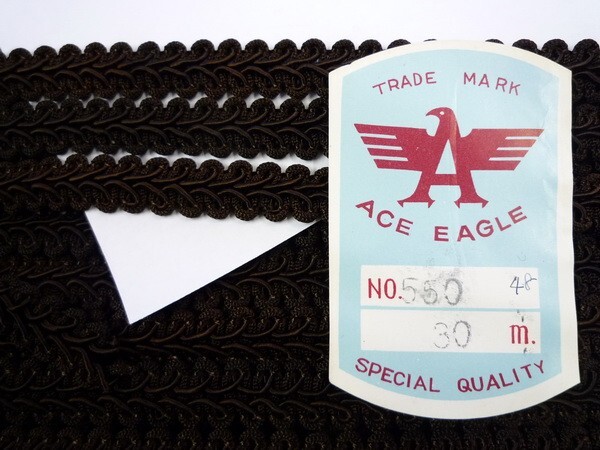 TRADE MARK
A
ACE EAGLE
NO. 550 48
30 m.
SPECIAL QUALITY